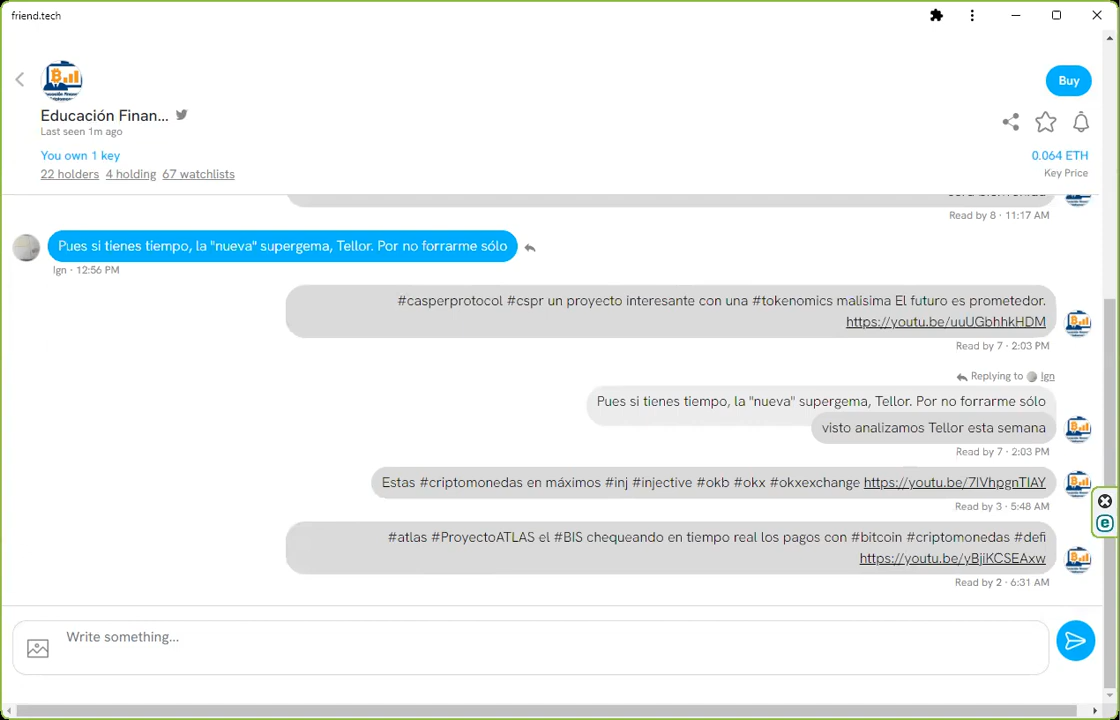 friend.tech
Buy
Educación Finan...
Last seen 1m ago
You own 1 key
0.064 ETH
22 holders 4 holding 67 watchlists
Key Price
Read by 8 · 11:17 AM
Pues si tienes tiempo, la "nueva" supergema, Tellor. Por no forrarme sólo
Ign · 12:56 PM
#casperprotocol #cspr un proyecto interesante con una #tokenomics malisima El futuro es prometedor.
https://youtu.be/uuUGbhhkHDM
Read by 7 · 2:03 PM
Replying to Ign
Pues si tienes tiempo, la "nueva" supergema, Tellor. Por no forrarme sólo
visto analizamos Tellor esta semana
Read by 7 · 2:03 PM
Estas #criptomonedas en máximos #inj #injective #okb #okx #okxexchange https://youtu.be/7lVhpgnTlAY
Read by 3 · 5:48 AM
#atlas #ProyectoATLAS el #BIS chequeando en tiempo real los pagos con #bitcoin #criptomonedas #defi
https://youtu.be/yBjiKCSEAxw
Read by 2 · 6:31 AM
Write something...